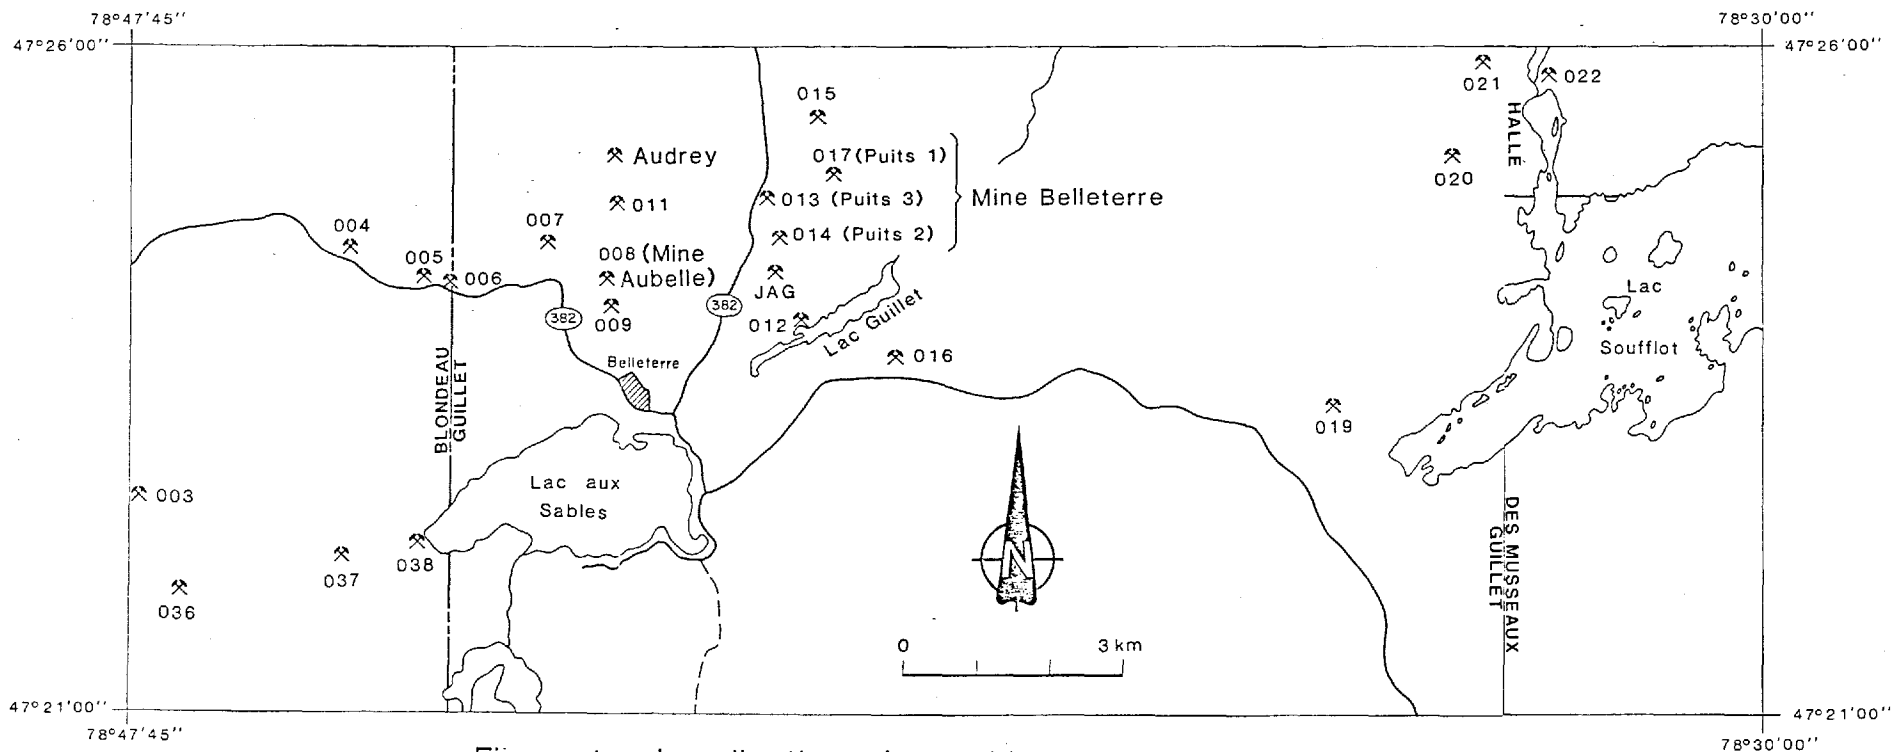 78°47'45''
78°30'00''
47°26'00''
47°26'00''
021
022
015
HALLÉ
Audrey
017 (Puits 1)
020
011
013 (Puits 3)
Mine Belleterre
004
007
014 (Puits 2)
005
006
008 (Mine
Aubelle)
JAG
Lac
382
382
009
012
Lac Guillet
Soufflot
Belleterre
016
BLONDEAU
GUILLET
019
Lac aux
Sables
003
N
DES MUSSEAUX
GUILLET
037
038
036
0
3 km
47°21'00''
47°21'00''
78°47'45''
78°30'00''